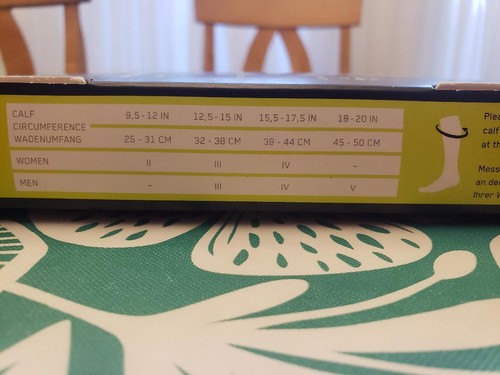 CALF
CIRCUMFERENCE
WADENUMFANG
9,5 - 12 IN 12,5 - 15 IN 15,5 - 17,5 IN 18 - 20 IN
25 - 31 CM 32 - 38 CM 39 - 44 CM 45 - 50 CM
WOMEN II III IV –
MEN – III IV V
Plea
calf
at th
Mess
an de
Ihrer W